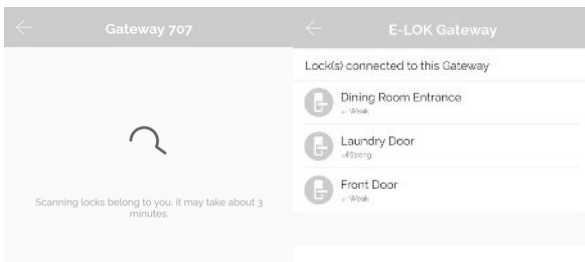 Gateway 707
Scanning locks belong to you, it may take about 3
minutes.
E-LOK Gateway
Lock(s) connected to this Gateway
Dining Room Entrance
Weak
Laundry Door
Strong
Front Door
Weak